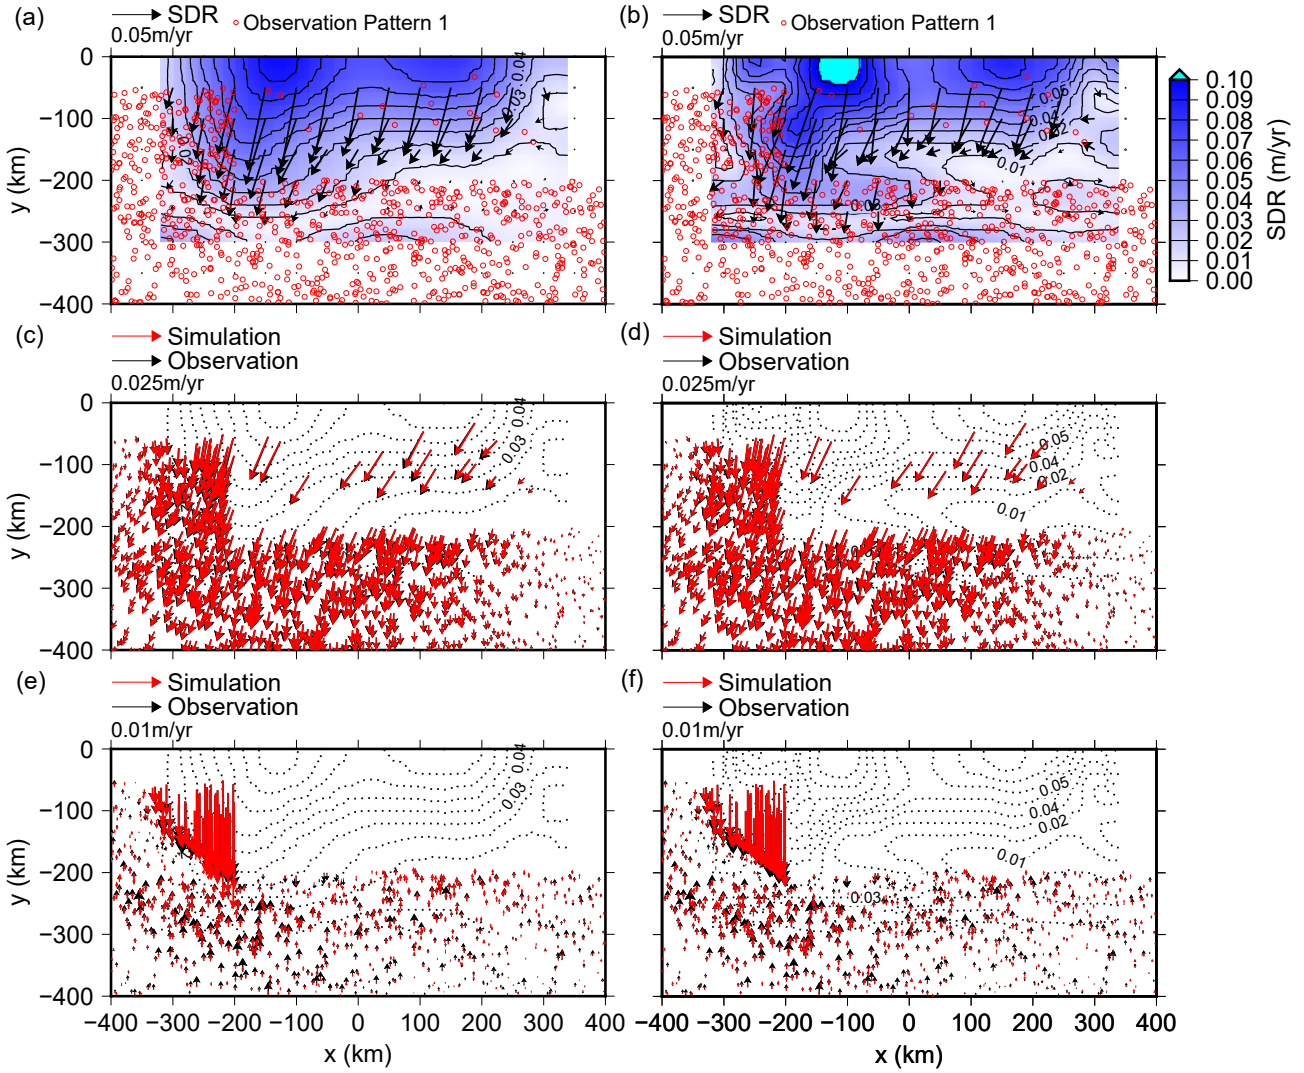 (a) SDR
0.05m/yr Observation Pattern 1
0.04
0.03
0
−100
−200
−300
−400
y (km)
(b) SDR
0.05m/yr Observation Pattern 1
0.05
0.01
0.10
0.09
0.08
0.07
0.06
0.05
0.04
0.03
0.02
0.01
0.00
SDR (m/yr)
(c) Simulation
Observation
0.025m/yr
0.04
0.03
0
−100
−200
−300
−400
y (km)
(d) Simulation
Observation
0.025m/yr
0.05
0.04
0.02
0.01
(e) Simulation
Observation
0.01m/yr
0.04
0.03
0
−100
−200
−300
−400
y (km)
−400 −300 −200 −100 0 100 200 300 400
x (km)
(f) Simulation
Observation
0.01m/yr
0.05
0.04
0.02
0.01
0.03
−400 −300 −200 −100 0 100 200 300 400
x (km)